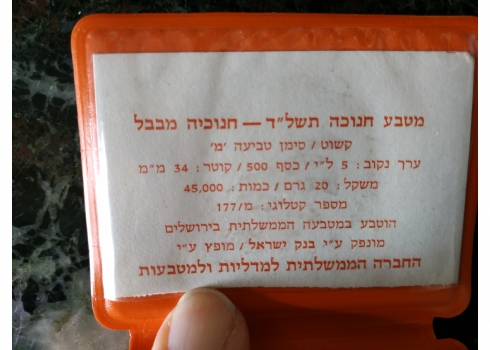 מטבע חנוכה תשל"ד — חנוכיה מבבל
קשוט / סימן טביעה 'מ'
ערך נקוב: 5 ל"י / כסף 500 / קוטר: 34 מ"מ
משקל: 20 גרם / כמות: 45,000
מספר קטלוגי: מ/177
הוטבע במטבעה הממשלתית בירושלים
מונפק ע"י בנק ישראל / מופץ ע"י
החברה הממשלתית למדליות ולמטבעות